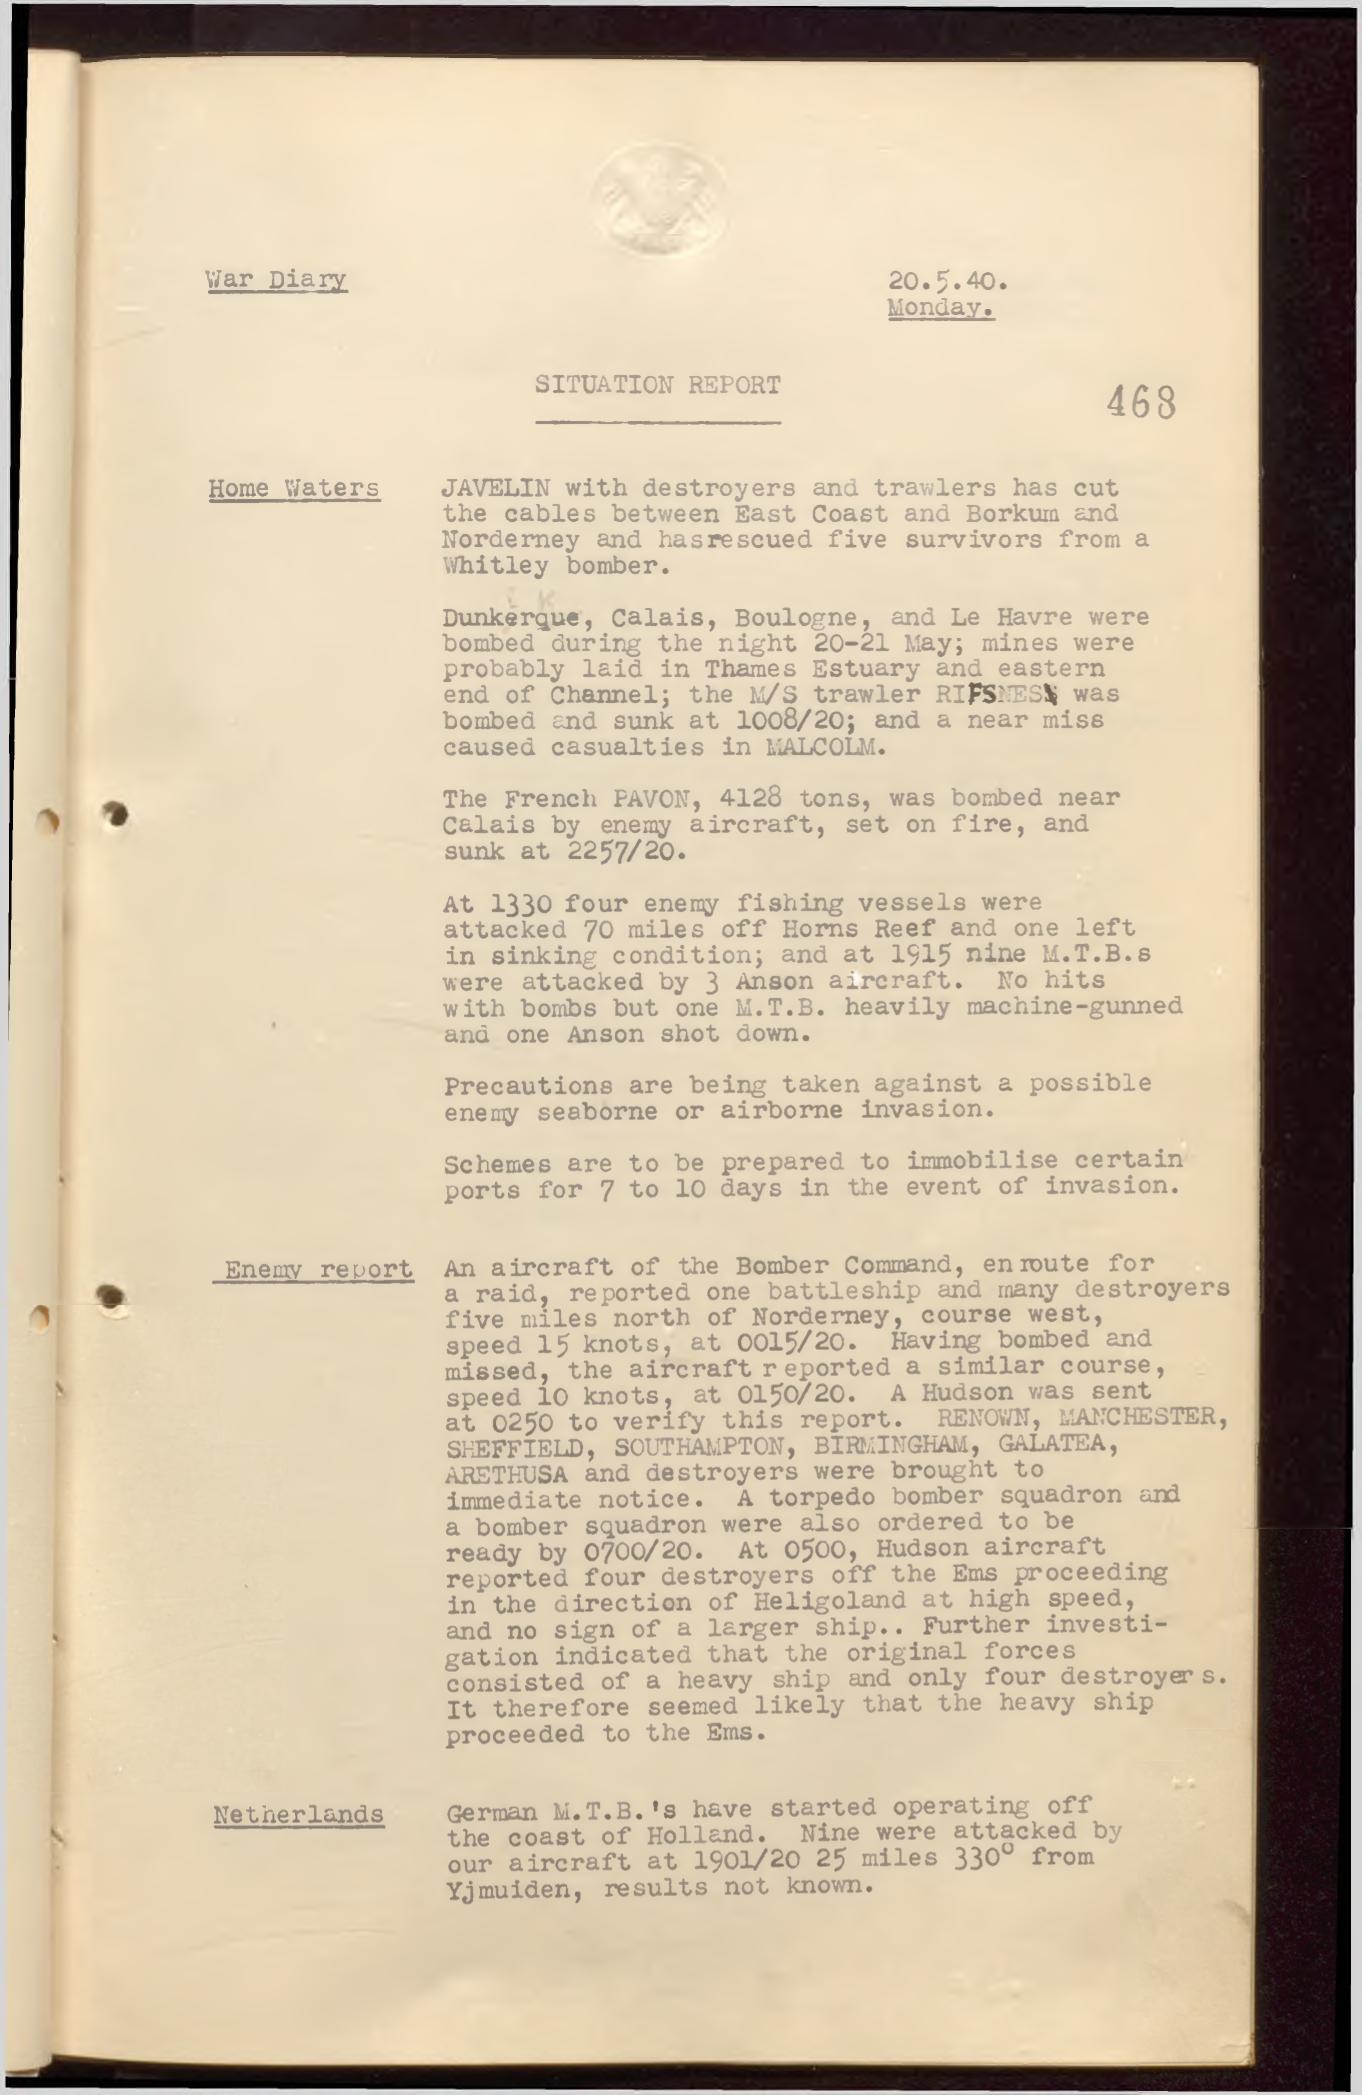 War Diary
20.5.40.
Monday.
SITUATION REPORT
468
Home Waters
JAVELIN with destroyers and trawlers has cut
the cables between East Coast and Borkum and
Norderney and hasrescued five survivors from a
Whitley bomber.
Dunkerque, Calais, Boulogne, and Le Havre were
bombed during the night 20-21 May; mines were
probably laid in Thames Estuary and eastern
end of Channel; the M/S trawler RIFSNESS was
bombed and sunk at 1008/20; and a near miss
caused casualties in MALCOLM.
The French PAVON, 4128 tons, was bombed near
Calais by enemy aircraft, set on fire, and
sunk at 2257/20.
At 1330 four enemy fishing vessels were
attacked 70 miles off Horns Reef and one left
in sinking condition; and at 1915 nine M.T.B.s
were attacked by 3 Anson aircraft. No hits
with bombs but one M.T.B. heavily machine-gunned
and one Anson shot down.
Precautions are being taken against a possible
enemy seaborne or airborne invasion.
Schemes are to be prepared to immobilise certain
ports for 7 to 10 days in the event of invasion.
Enemy report
An aircraft of the Bomber Command, enroute for
a raid, reported one battleship and many destroyers
five miles north of Norderney, course west,
speed 15 knots, at 0015/20. Having bombed and
missed, the aircraft reported a similar course,
speed 10 knots, at 0150/20. A Hudson was sent
at 0250 to verify this report. RENOWN, MANCHESTER,
SHEFFIELD, SOUTHAMPTON, BIRMINGHAM, GALATEA,
ARETHUSA and destroyers were brought to
immediate notice. A torpedo bomber squadron and
a bomber squadron were also ordered to be
ready by 0700/20. At 0500, Hudson aircraft
reported four destroyers off the Ems proceeding
in the direction of Heligoland at high speed,
and no sign of a larger ship.. Further investi-
gation indicated that the original forces
consisted of a heavy ship and only four destroyers.
It therefore seemed likely that the heavy ship
proceeded to the Ems.
Netherlands
German M.T.B.'s have started operating off
the coast of Holland. Nine were attacked by
our aircraft at 1901/20 25 miles 330° from
Yjmuiden, results not known.